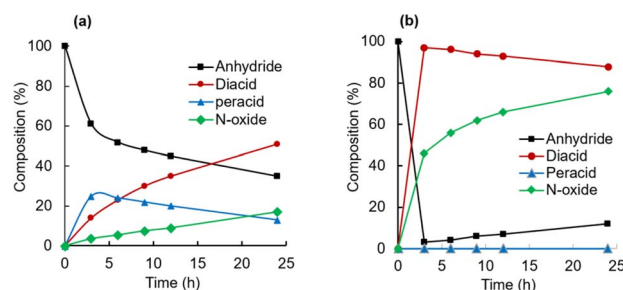 (a)
100
80
60
40
20
0
Composition (%)
Anhydride
Diacid
peracid
N-oxide
0 5 10 15 20 25
Time (h)
(b)
100
80
60
40
20
0
Composition (%)
Anhydride
Diacid
Peracid
N-oxide
0 5 10 15 20 25
Time (h)